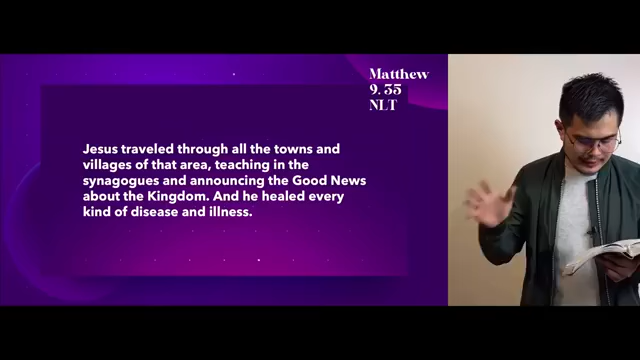 Matthew
9. 35
NLT
Jesus traveled through all the towns and
villages of that area, teaching in the
synagogues and announcing the Good News
about the Kingdom. And he healed every
kind of disease and illness.